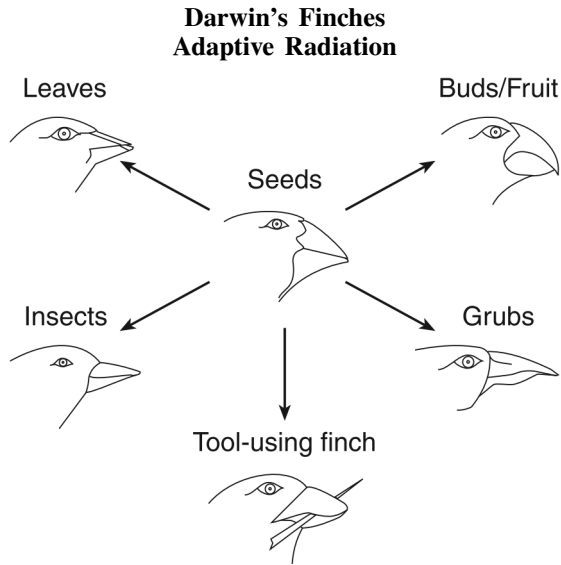 Darwin's Finches
Adaptive Radiation
Leaves
Buds/Fruit
Seeds
Insects
Grubs
Tool-using finch